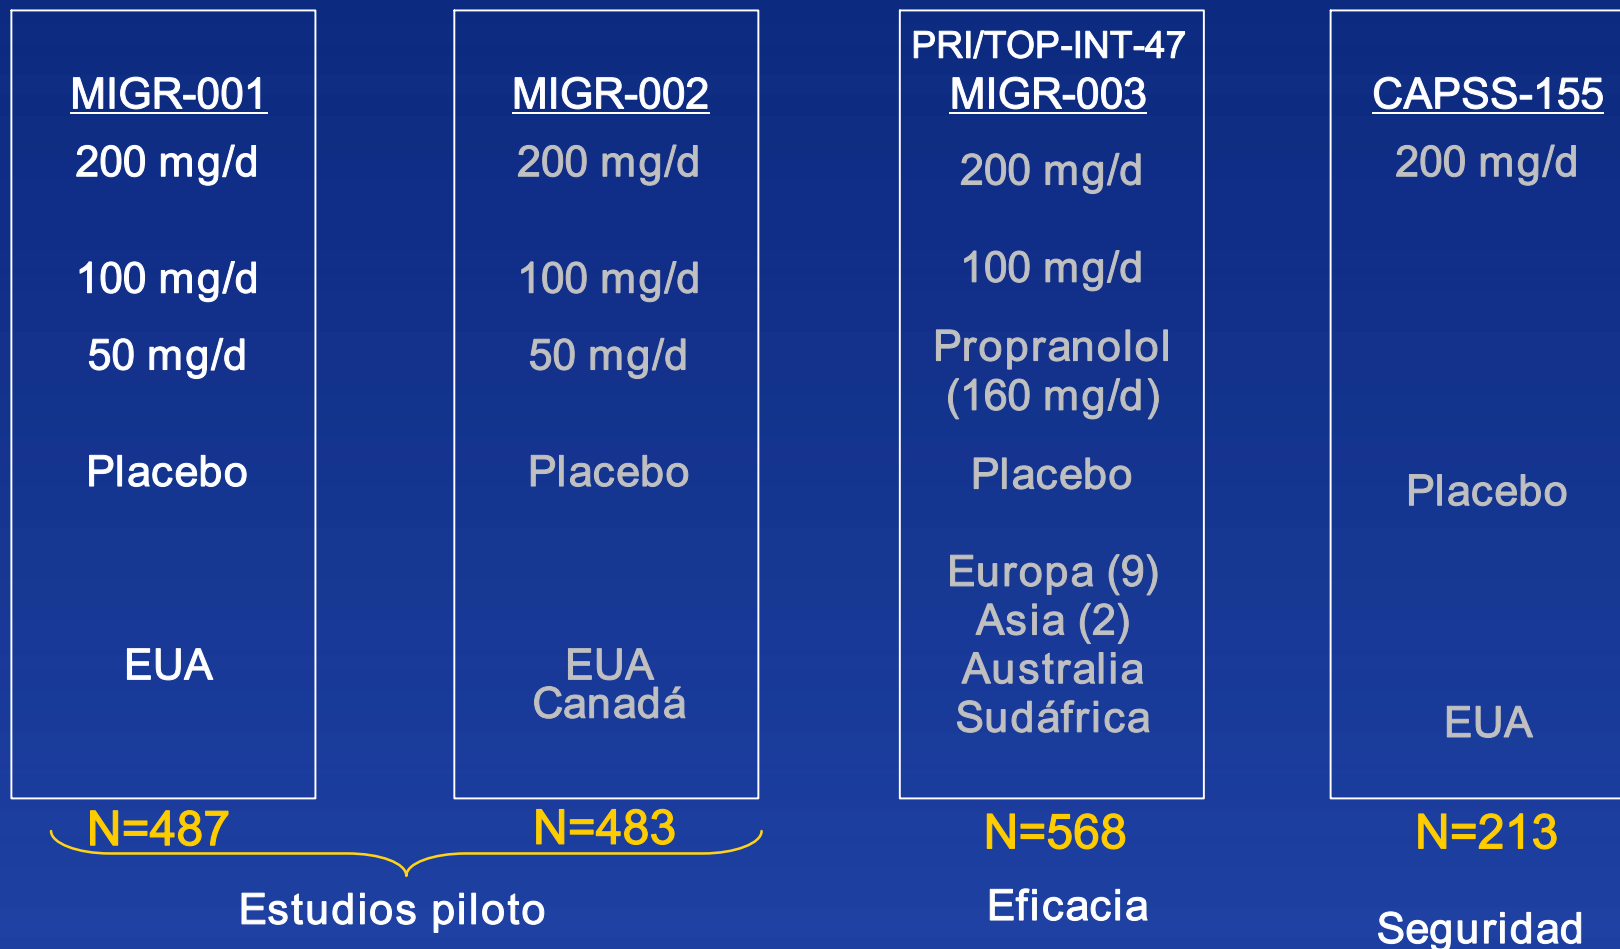 MIGR-001
200 mg/d
100 mg/d
50 mg/d
Placebo
EUA
N=487
MIGR-002
200 mg/d
100 mg/d
50 mg/d
Placebo
EUA
Canadá
N=483
Estudios piloto
PRI/TOP-INT-47
MIGR-003
200 mg/d
100 mg/d
Propranolol
(160 mg/d)
Placebo
Europa (9)
Asia (2)
Australia
Sudáfrica
N=568
Eficacia
CAPSS-155
200 mg/d
Placebo
EUA
N=213
Seguridad